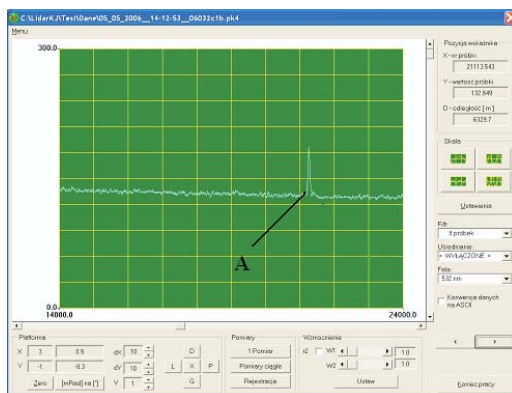 C:\LidarKJ\Test\Dane\05_05_2006__14-12-53__06032c1b.pk4
Menu
300.0
0.0
14000.0
24000.0
A
Pozycja wskaźnika
X - nr próbki
21113.543
Y - wartość próbki
132.849
D - odległość [ m ]
6329.7
Skala
Ustawienia
Filtr
8 próbek
Uśrednianie
• WYŁĄCZONE •
Fala
532 nm
Konwersja danych
na ASCII
<
>
Koniec pracy
Platforma
X
3
0.9
dX
10
Y
-1
-0.3
dY
10
Zero
[mRad] na [°]
V
1
D
L
X
P
G
Pomiary
1 Pomiar
Pomiary ciągłe
Rejestracja
Wzmocnienie
r2
W1
1.0
W2
1.0
Ustaw